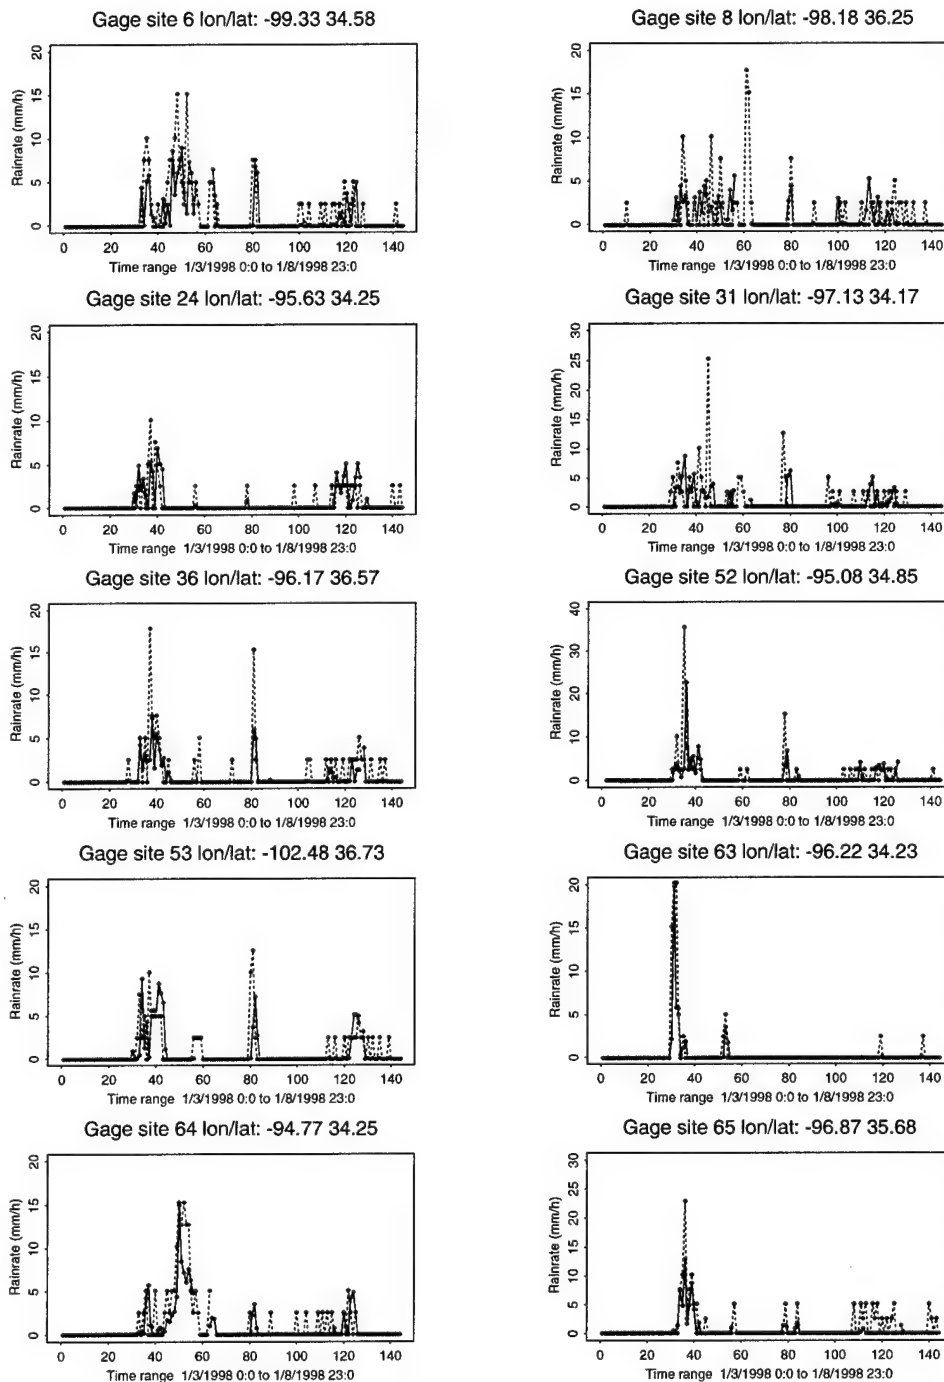 Gage site 6 lon/lat: -99.33 34.58
Rainrate (mm/h)
20
15
10
5
0
0 20 40 60 80 100 120 140
Time range 1/3/1998 0:0 to 1/8/1998 23:0
Gage site 8 lon/lat: -98.18 36.25
Rainrate (mm/h)
20
15
10
5
0
0 20 40 60 80 100 120 140
Time range 1/3/1998 0:0 to 1/8/1998 23:0
Gage site 24 lon/lat: -95.63 34.25
Rainrate (mm/h)
20
15
10
5
0
0 20 40 60 80 100 120 140
Time range 1/3/1998 0:0 to 1/8/1998 23:0
Gage site 31 lon/lat: -97.13 34.17
Rainrate (mm/h)
30
25
20
15
10
5
0
0 20 40 60 80 100 120 140
Time range 1/3/1998 0:0 to 1/8/1998 23:0
Gage site 36 lon/lat: -96.17 36.57
Rainrate (mm/h)
20
15
10
5
0
0 20 40 60 80 100 120 140
Time range 1/3/1998 0:0 to 1/8/1998 23:0
Gage site 52 lon/lat: -95.08 34.85
Rainrate (mm/h)
40
30
20
10
0
0 20 40 60 80 100 120 140
Time range 1/3/1998 0:0 to 1/8/1998 23:0
Gage site 53 lon/lat: -102.48 36.73
Rainrate (mm/h)
20
15
10
5
0
0 20 40 60 80 100 120 140
Time range 1/3/1998 0:0 to 1/8/1998 23:0
Gage site 63 lon/lat: -96.22 34.23
Rainrate (mm/h)
20
15
10
5
0
0 20 40 60 80 100 120 140
Time range 1/3/1998 0:0 to 1/8/1998 23:0
Gage site 64 lon/lat: -94.77 34.25
Rainrate (mm/h)
20
15
10
5
0
0 20 40 60 80 100 120 140
Time range 1/3/1998 0:0 to 1/8/1998 23:0
Gage site 65 lon/lat: -96.87 35.68
Rainrate (mm/h)
30
25
20
15
10
5
0
0 20 40 60 80 100 120 140
Time range 1/3/1998 0:0 to 1/8/1998 23:0